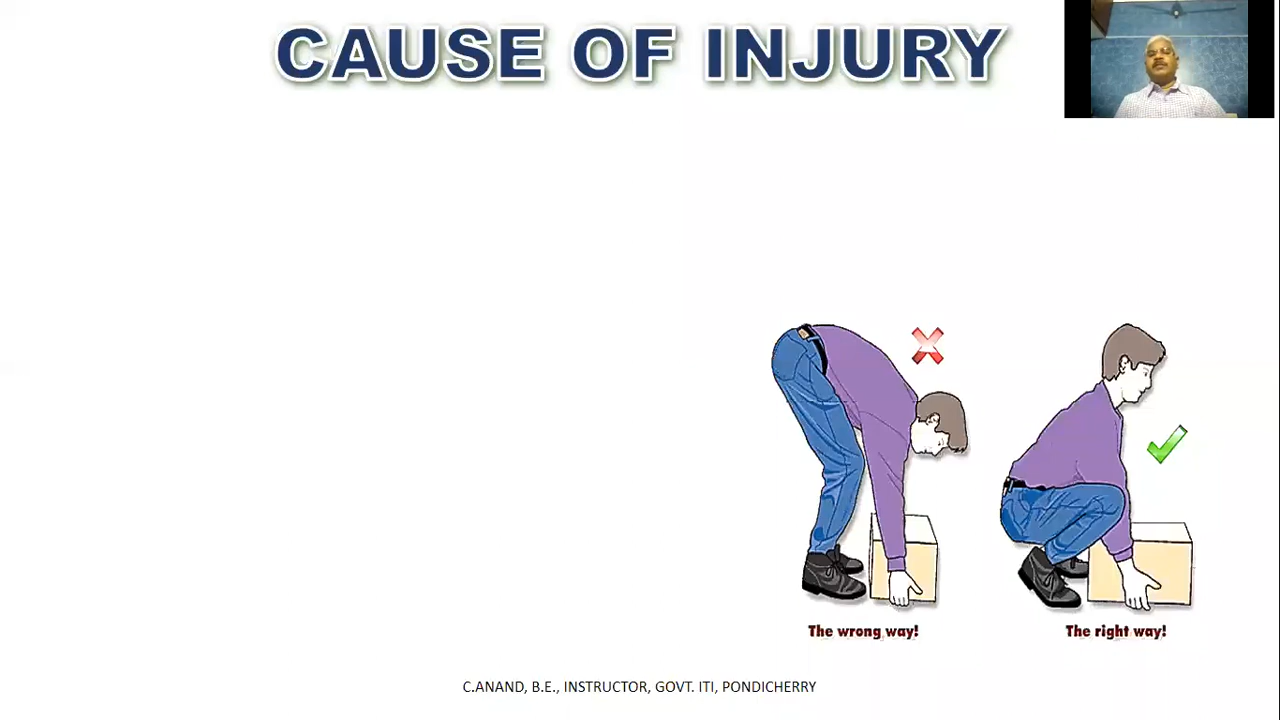 CAUSE OF INJURY
The wrong way!
The right way!
C.ANAND, B.E., INSTRUCTOR, GOVT. ITI, PONDICHERRY